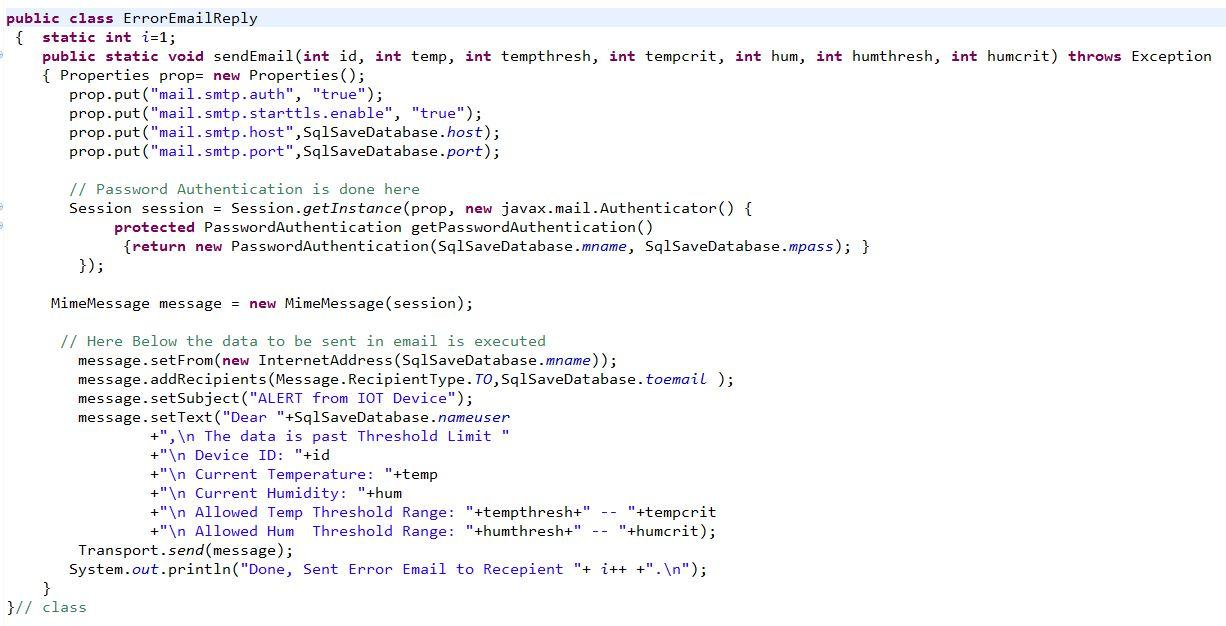 public class ErrorEmailReply
{  static int i=1;
public static void sendEmail(int id, int temp, int tempthresh, int tempcrit, int hum, int humthresh, int humcrit) throws Exception
{ Properties prop= new Properties();
prop.put("mail.smtp.auth", "true");
prop.put("mail.smtp.starttls.enable", "true");
prop.put("mail.smtp.host",SqlSaveDatabase.host);
prop.put("mail.smtp.port",SqlSaveDatabase.port);
// Password Authentication is done here
Session session = Session.getInstance(prop, new javax.mail.Authenticator() {
protected PasswordAuthentication getPasswordAuthentication()
{return new PasswordAuthentication(SqlSaveDatabase.mname, SqlSaveDatabase.mpass); }
});
MimeMessage message = new MimeMessage(session);
// Here Below the data to be sent in email is executed
message.setFrom(new InternetAddress(SqlSaveDatabase.mname));
message.addRecipients(Message.RecipientType.TO,SqlSaveDatabase.toemail );
message.setSubject("ALERT from IOT Device");
message.setText("Dear "+SqlSaveDatabase.nameuser
+",\n The data is past Threshold Limit "
+"\n Device ID: "+id
+"\n Current Temperature: "+temp
+"\n Current Humidity: "+hum
+"\n Allowed Temp Threshold Range: "+tempthresh+" -- "+tempcrit
+"\n Allowed Hum  Threshold Range: "+humthresh+" -- "+humcrit);
Transport.send(message);
System.out.println("Done, Sent Error Email to Recepient "+ i++ +".\n");
}
}// class